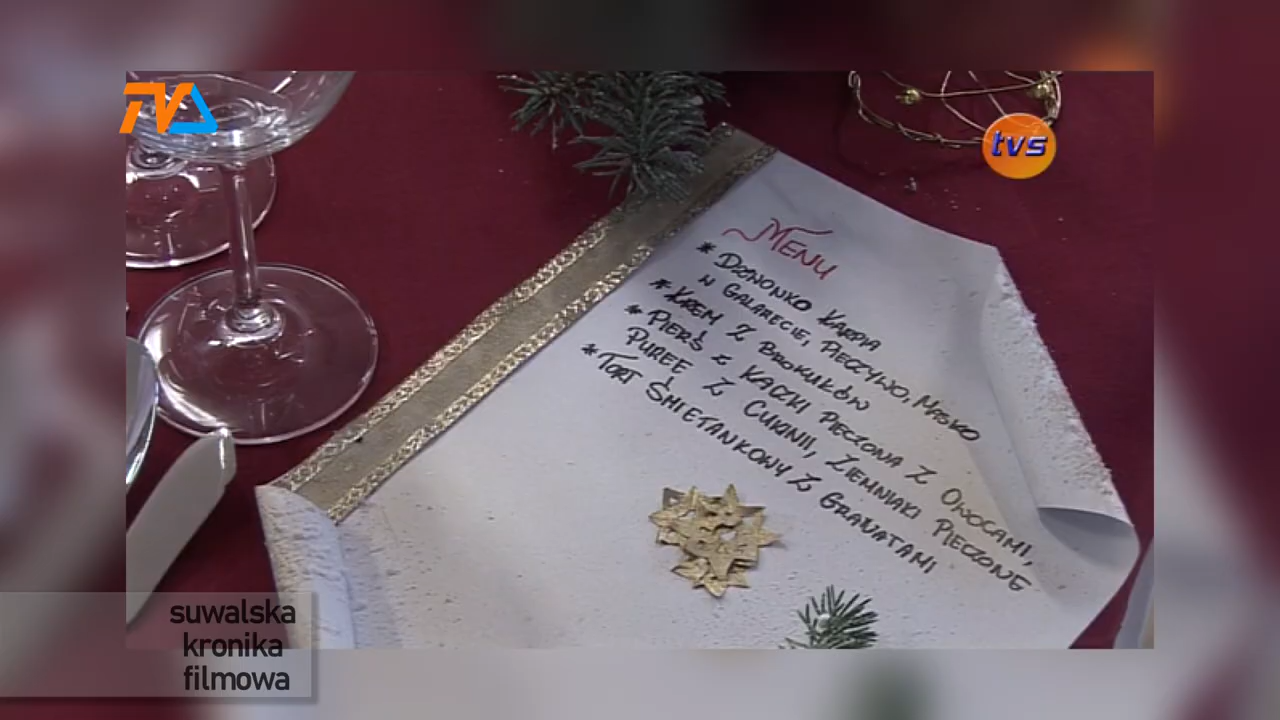 TVS
tvs
Menu
* Dzwonko Karpia
w Galarecie, Pieczywo, Masło
* Krem z Brokułów
* Pierś z Kaczki Pieczona z Owocami,
Puree z Cukinii, Ziemniaki Pieczone
* Tort Śmietankowy z Granatami
suwalska
kronika
filmowa